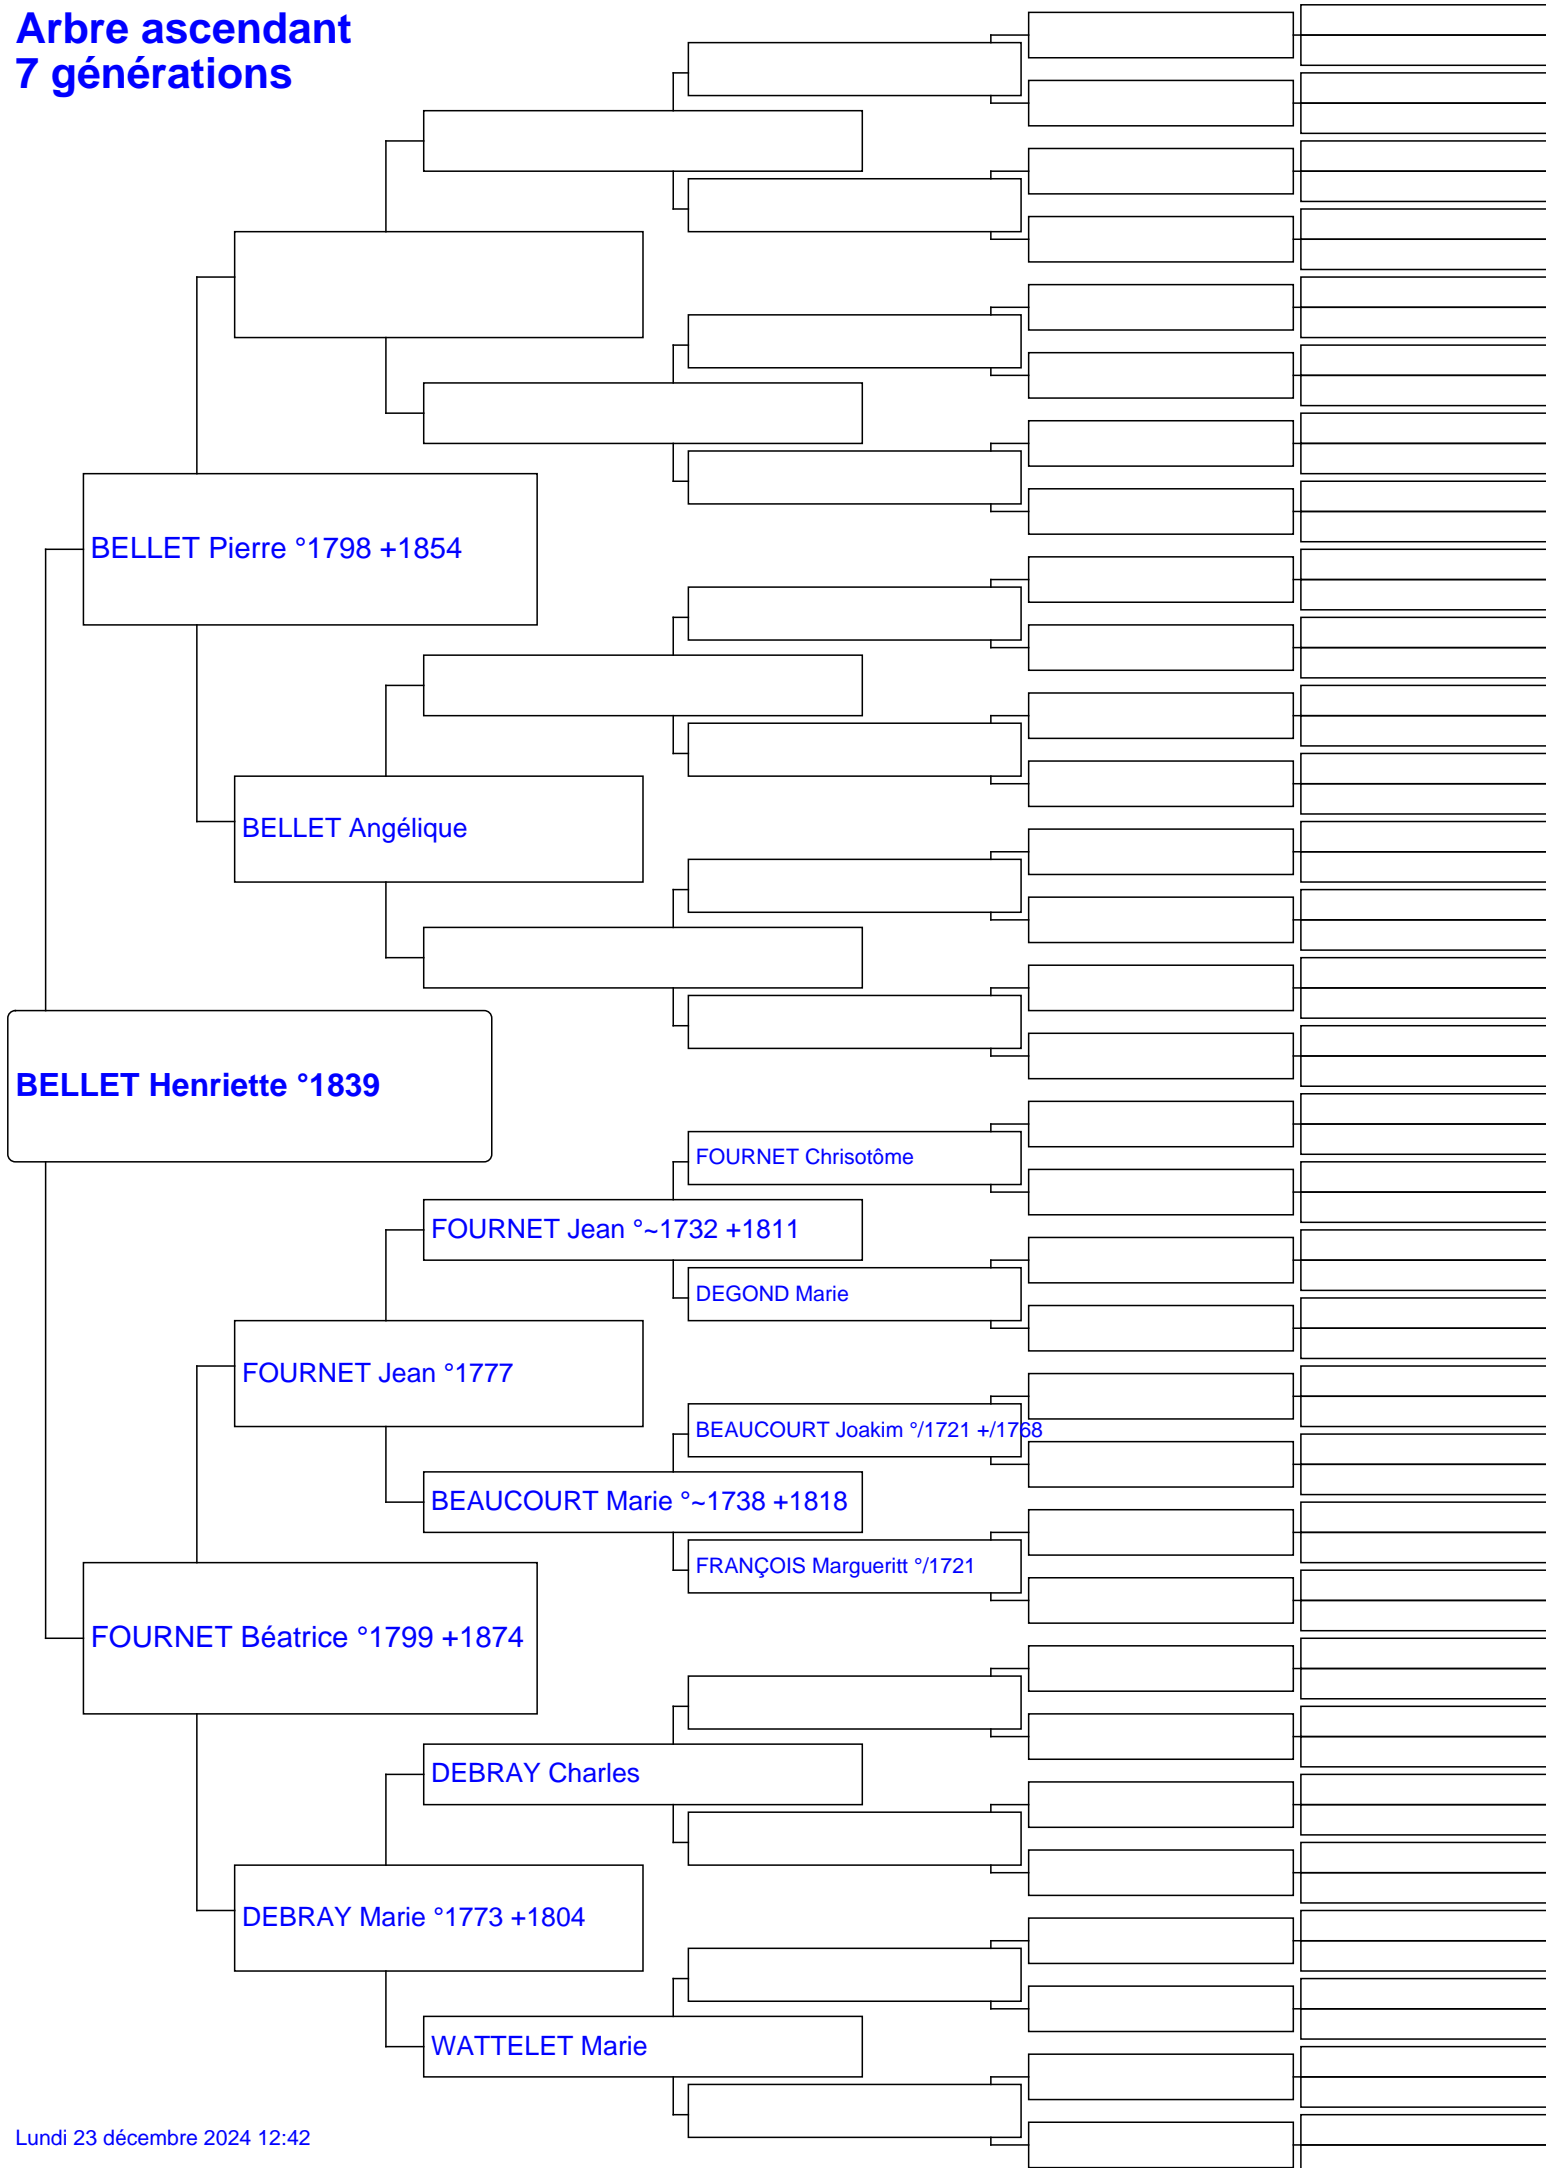 Arbre ascendant
7 générations
BELLET Pierre °1798 +1854
BELLET Angélique
BELLET Henriette °1839
FOURNET Chrisotôme
FOURNET Jean °~1732 +1811
DEGOND Marie
FOURNET Jean °1777
BEAUCOURT Joakim °/1721 +/1768
BEAUCOURT Marie °~1738 +1818
FRANÇOIS Margueritt °/1721
FOURNET Béatrice °1799 +1874
DEBRAY Charles
DEBRAY Marie °1773 +1804
WATTELET Marie
Lundi 23 décembre 2024 12:42